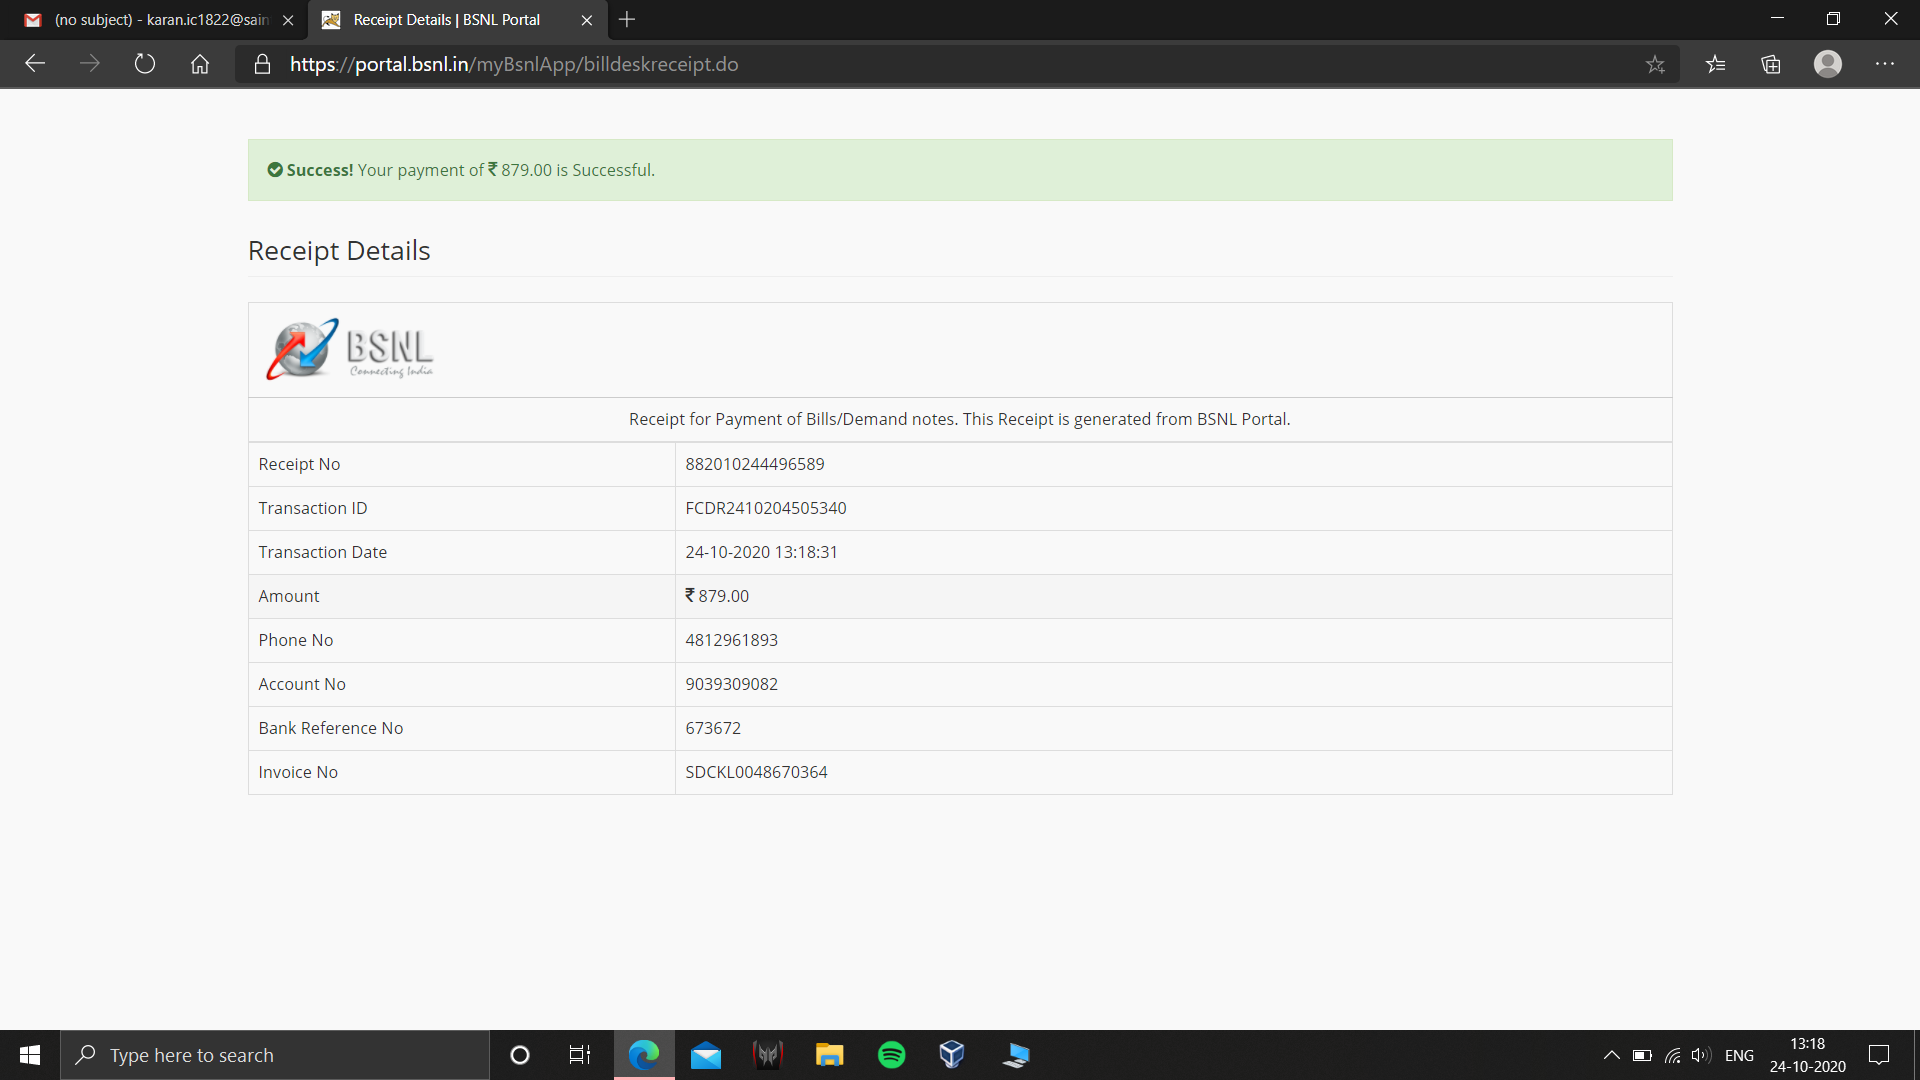 (no subject) - karan.ic1822@sain
Receipt Details | BSNL Portal
https://portal.bsnl.in/myBsnlApp/billdeskreceipt.do
Success! Your payment of ₹ 879.00 is Successful.
Receipt Details
BSNL
Connecting India
Receipt for Payment of Bills/Demand notes. This Receipt is generated from BSNL Portal.
Receipt No 882010244496589
Transaction ID FCDR2410204505340
Transaction Date 24-10-2020 13:18:31
Amount ₹ 879.00
Phone No 4812961893
Account No 9039309082
Bank Reference No 673672
Invoice No SDCKL0048670364
Type here to search
ENG
13:18
24-10-2020